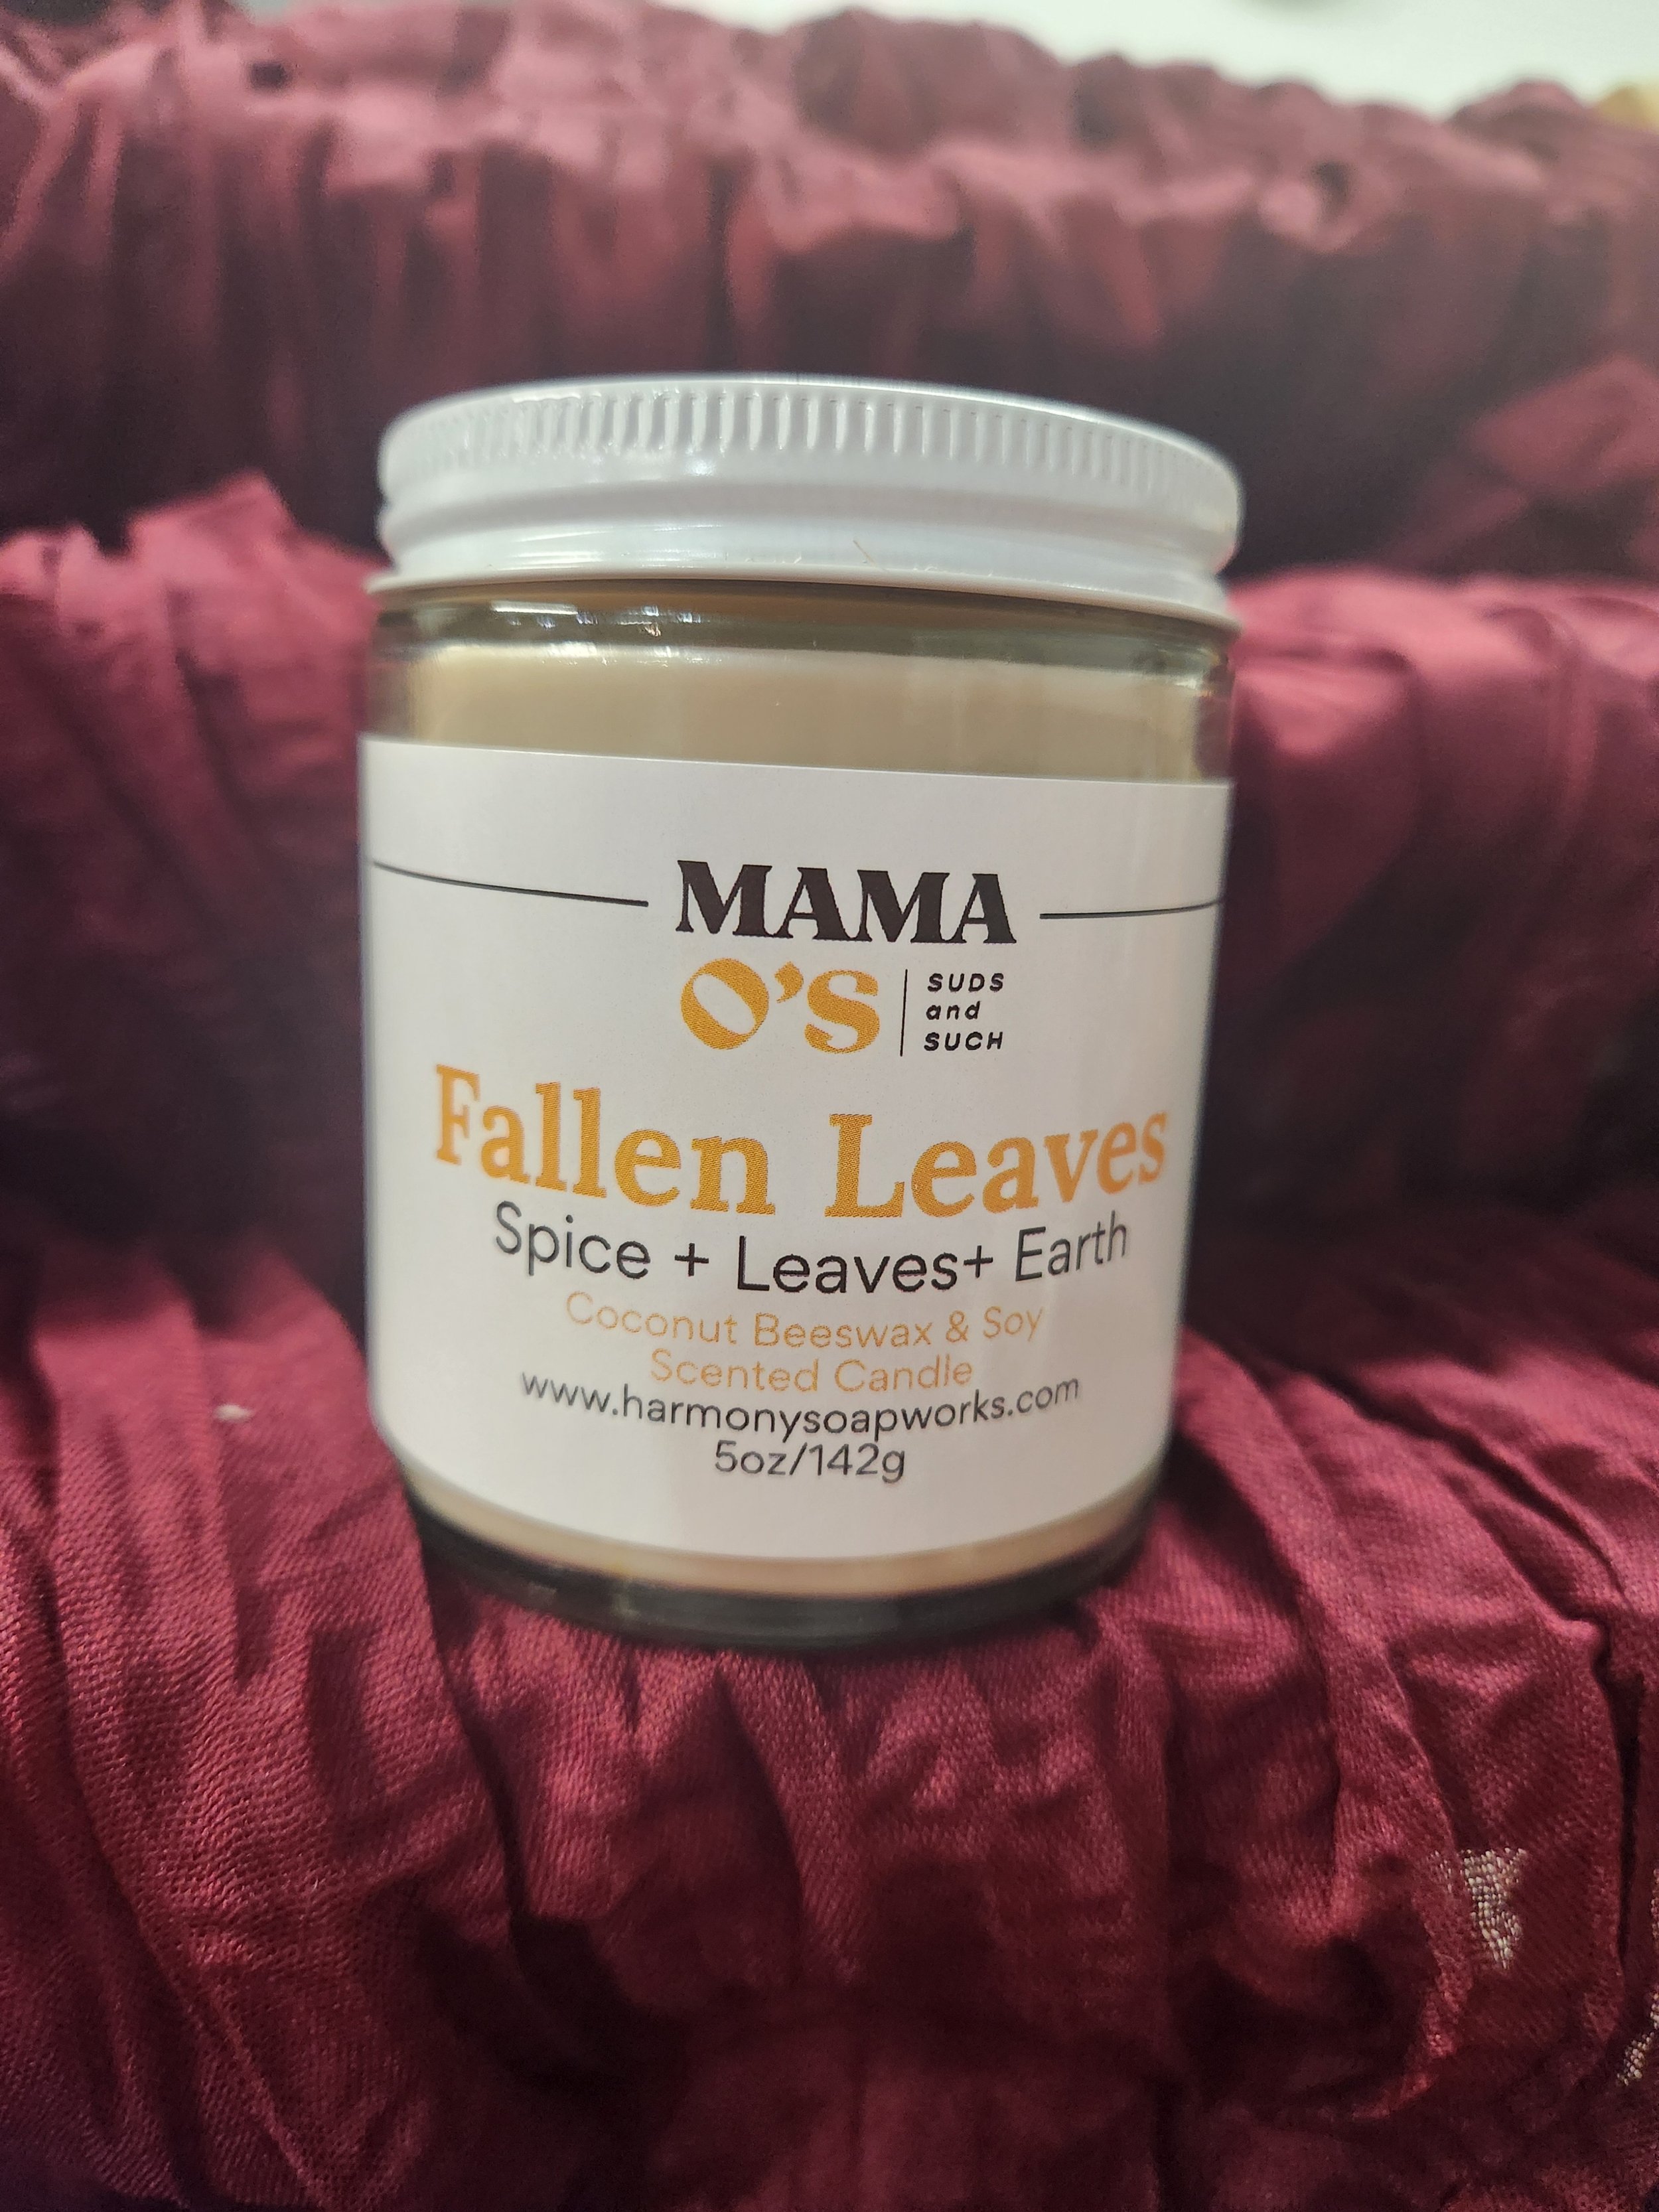 MAMA
O'S
SUDS
and
SUCH
Fallen Leaves
Spice + Leaves+ Earth
Coconut Beeswax & Soy
Scented Candle
www.harmonysoapworks.com
5oz/142g